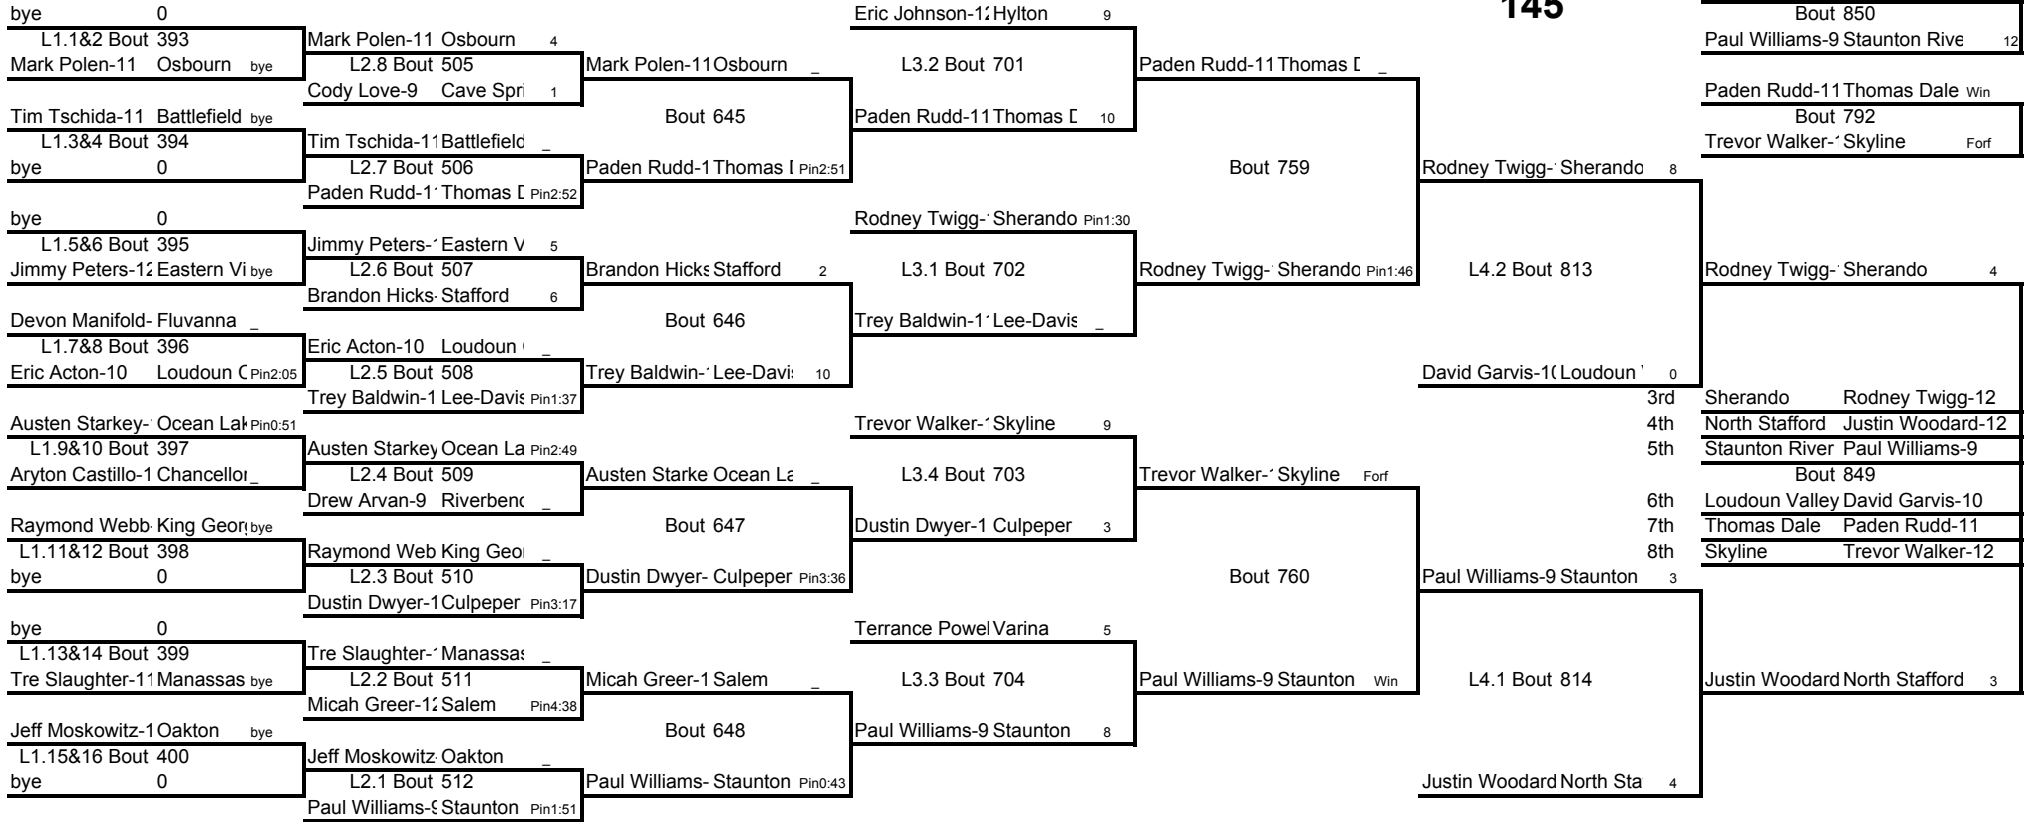 bye 0
L1.1&2 Bout 393
Mark Polen-11 Osbourn bye
Tim Tschida-11 Battlefield bye
L1.3&4 Bout 394
bye 0
bye 0
L1.5&6 Bout 395
Jimmy Peters-12 Eastern Vi bye
Devon Manifold- Fluvanna _
L1.7&8 Bout 396
Eric Acton-10 Loudoun C Pin2:05
Austen Starkey- Ocean Lak Pin0:51
L1.9&10 Bout 397
Aryton Castillo-1 Chancellor _
Raymond Webb- King Georg bye
L1.11&12 Bout 398
bye 0
bye 0
L1.13&14 Bout 399
Tre Slaughter-11 Manassas bye
Jeff Moskowitz-1 Oakton bye
L1.15&16 Bout 400
bye 0
Mark Polen-11 Osbourn 4
L2.8 Bout 505
Cody Love-9 Cave Spri 1
Tim Tschida-11 Battlefield _
L2.7 Bout 506
Paden Rudd-1 Thomas D Pin2:52
Jimmy Peters- Eastern V 5
L2.6 Bout 507
Brandon Hicks- Stafford 6
Eric Acton-10 Loudoun _
L2.5 Bout 508
Trey Baldwin-1 Lee-Davis Pin1:37
Austen Starkey Ocean La Pin2:49
L2.4 Bout 509
Drew Arvan-9 Riverbend _
Raymond Web King Geor _
L2.3 Bout 510
Dustin Dwyer-1 Culpeper Pin3:17
Tre Slaughter- Manassas _
L2.2 Bout 511
Micah Greer-12 Salem Pin4:38
Jeff Moskowitz- Oakton _
L2.1 Bout 512
Paul Williams-9 Staunton Pin1:51
Mark Polen-11 Osbourn _
Bout 645
Paden Rudd-1 Thomas D Pin2:51
Brandon Hicks Stafford 2
Bout 646
Trey Baldwin- Lee-Davis 10
Austen Starke Ocean La _
Bout 647
Dustin Dwyer- Culpeper Pin3:36
Micah Greer-1 Salem _
Bout 648
Paul Williams- Staunton Pin0:43
Eric Johnson-12 Hylton 9
L3.2 Bout 701
Paden Rudd-11 Thomas D 10
Rodney Twigg- Sherando Pin1:30
L3.1 Bout 702
Trey Baldwin-1 Lee-Davis _
Trevor Walker- Skyline 9
L3.4 Bout 703
Dustin Dwyer-1 Culpeper 3
Terrance Powel Varina 5
L3.3 Bout 704
Paul Williams-9 Staunton 8
Paden Rudd-11 Thomas D _
Bout 759
Rodney Twigg- Sherando Pin1:46
Trevor Walker- Skyline Forf
Bout 760
Paul Williams-9 Staunton Win
145
Rodney Twigg- Sherando 8
L4.2 Bout 813
David Garvis-10 Loudoun 0
Paul Williams-9 Staunton 3
L4.1 Bout 814
Justin Woodard North Sta 4
Bout 850
Paul Williams-9 Staunton Rive 12
Paden Rudd-11 Thomas Dale Win
Bout 792
Trevor Walker- Skyline Forf
Rodney Twigg- Sherando 4
3rd Sherando Rodney Twigg-12
4th North Stafford Justin Woodard-12
5th Staunton River Paul Williams-9
Bout 849
6th Loudoun Valley David Garvis-10
7th Thomas Dale Paden Rudd-11
8th Skyline Trevor Walker-12
Justin Woodard North Stafford 3